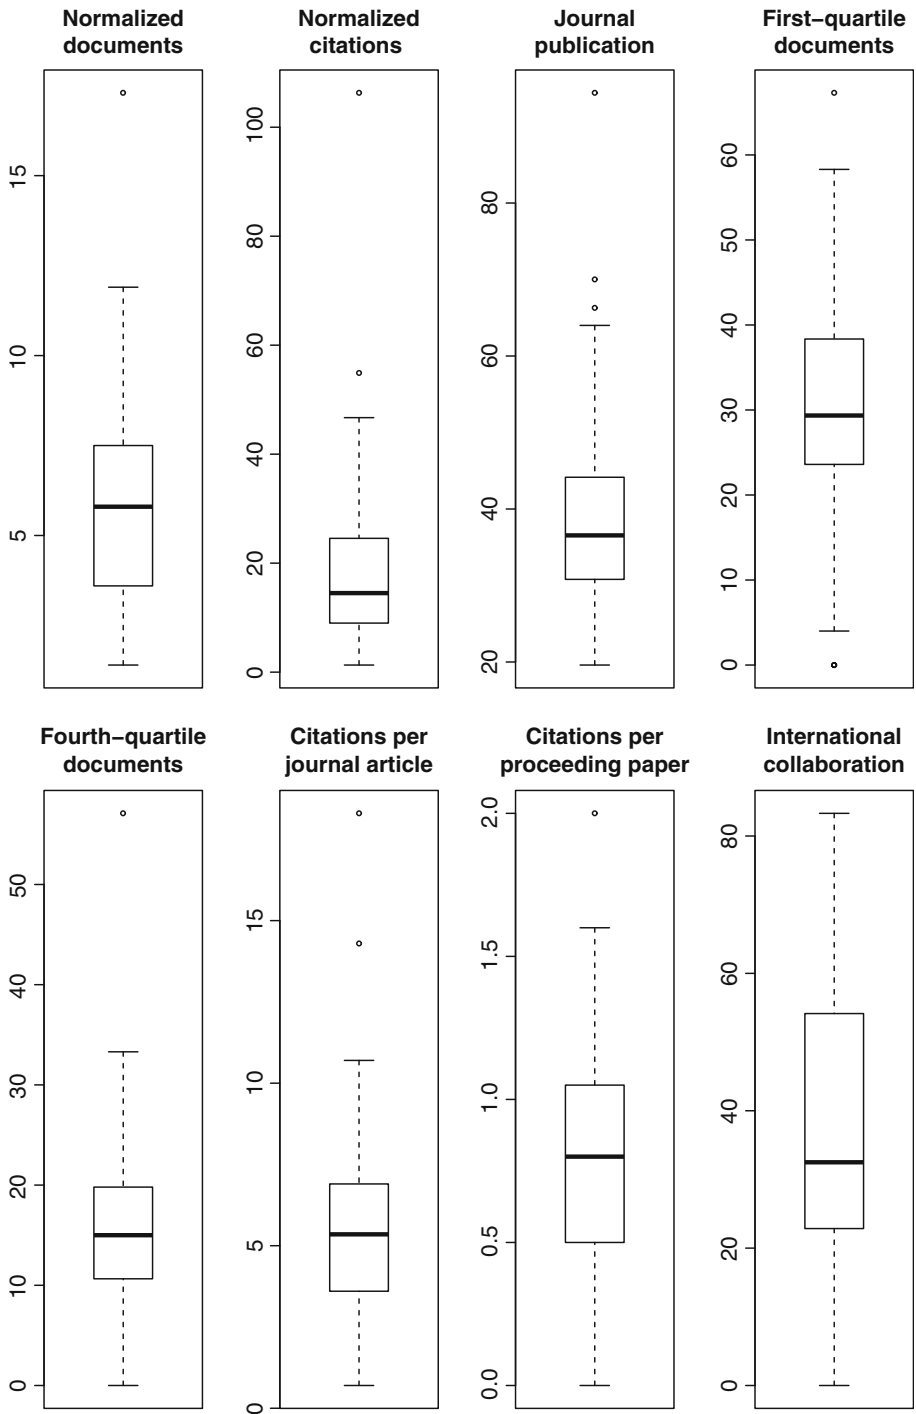 Normalized
documents
5
10
15
Normalized
citations
0
20
40
60
80
100
Journal
publication
20
40
60
80
First−quartile
documents
0
10
20
30
40
50
60
Fourth−quartile
documents
0
10
20
30
40
50
Citations per
journal article
0
5
10
15
Citations per
proceeding paper
0.0
0.5
1.0
1.5
2.0
International
collaboration
0
20
40
60
80